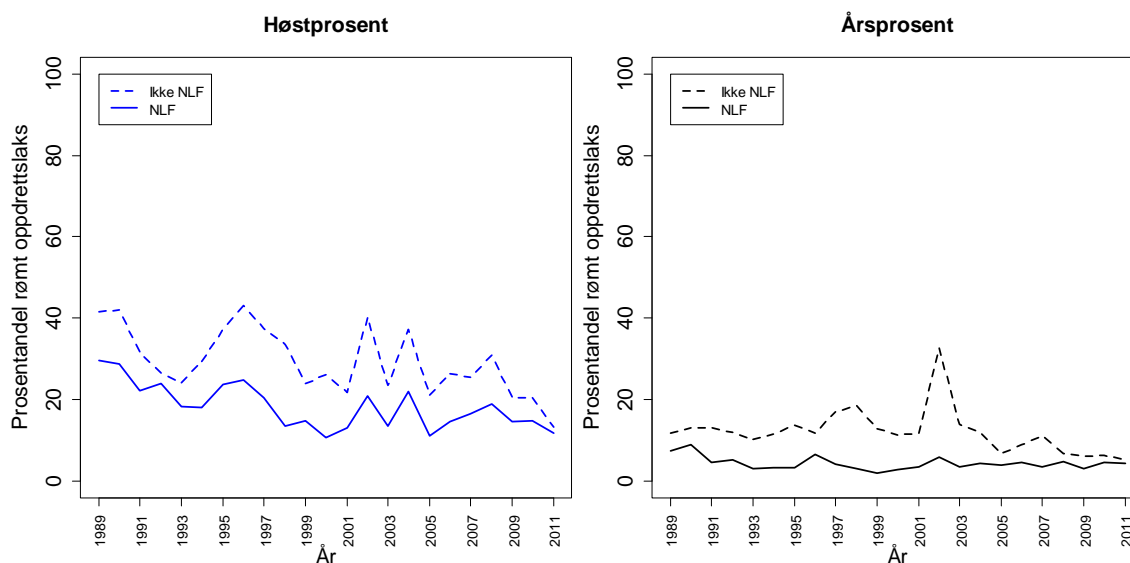 Høstprosent
Prosentandel rømt oppdrettslaks
100
80
60
40
20
0
Ikke NLF
NLF
1989 1991 1993 1995 1997 1999 2001 2003 2005 2007 2009 2011
År
Årsprosent
Prosentandel rømt oppdrettslaks
100
80
60
40
20
0
Ikke NLF
NLF
1989 1991 1993 1995 1997 1999 2001 2003 2005 2007 2009 2011
År